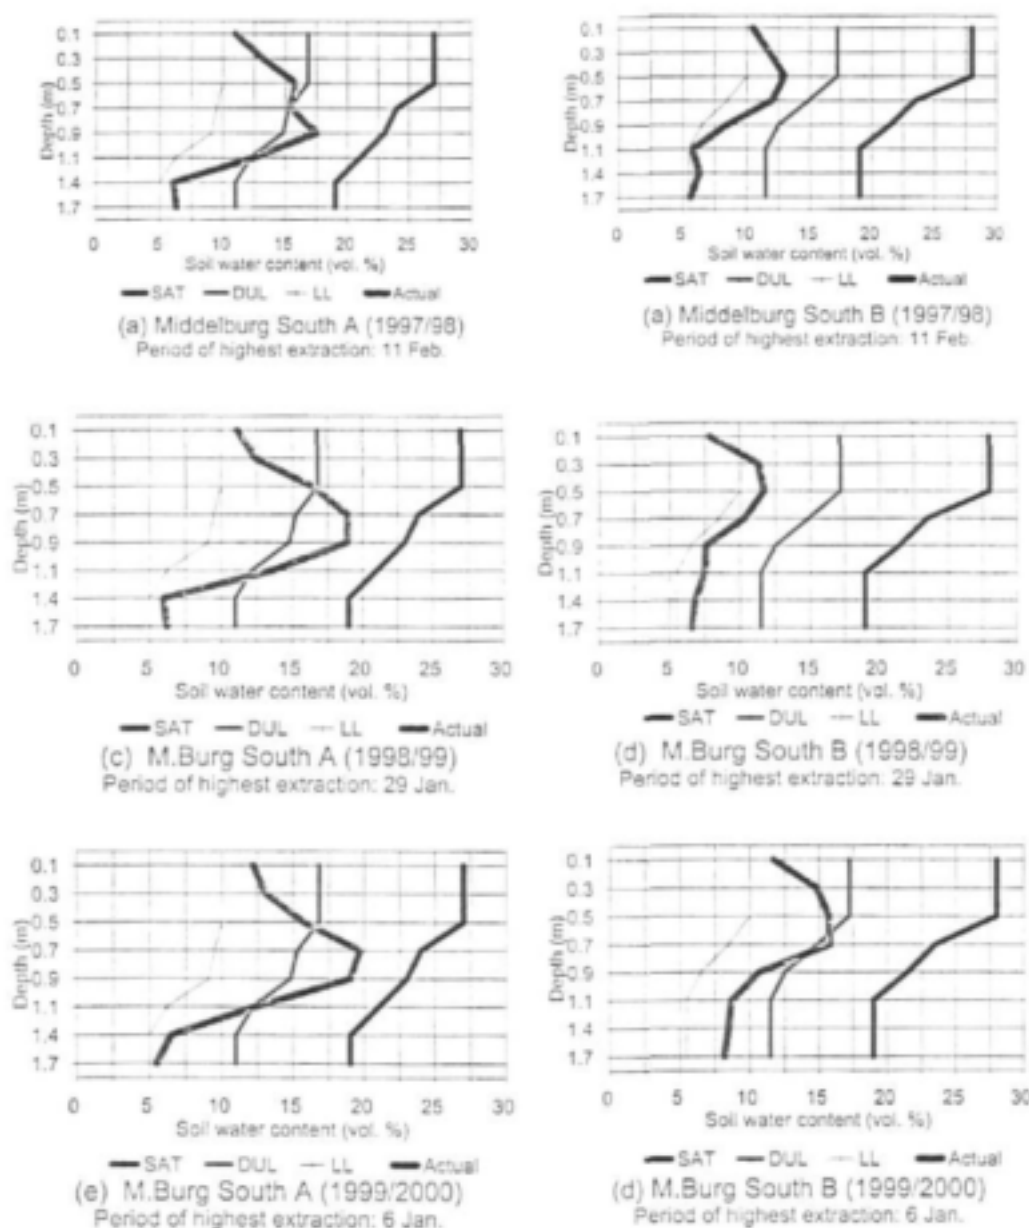 0.1
0.3
0.5
0.7
0.9
1.1
1.4
1.7
Depth (m)
0 5 10 15 20 25 30
Soil water content (vol. %)
SAT DUL LL Actual
(a) Middelburg South A (1997/98)
Period of highest extraction: 11 Feb.
0.1
0.3
0.5
0.7
0.9
1.1
1.4
1.7
Depth (m)
0 5 10 15 20 25 30
Soil water content (vol. %)
SAT DUL LL Actual
(a) Middelburg South B (1997/98)
Period of highest extraction: 11 Feb.
0.1
0.3
0.5
0.7
0.9
1.1
1.4
1.7
Depth (m)
0 5 10 15 20 25 30
Soil water content (vol. %)
SAT DUL LL Actual
(c) M.Burg South A (1998/99)
Period of highest extraction: 29 Jan.
0.1
0.3
0.5
0.7
0.9
1.1
1.4
1.7
Depth (m)
0 5 10 15 20 25 30
Soil water content (vol. %)
SAT DUL LL Actual
(d) M.Burg South B (1998/99)
Period of highest extraction: 29 Jan.
0.1
0.3
0.5
0.7
0.9
1.1
1.4
1.7
Depth (m)
0 5 10 15 20 25 30
Soil water content (vol. %)
SAT DUL LL Actual
(e) M.Burg South A (1999/2000)
Period of highest extraction: 6 Jan.
0.1
0.3
0.5
0.7
0.9
1.1
1.4
1.7
Depth (m)
0 5 10 15 20 25 30
Soil water content (vol. %)
SAT DUL LL Actual
(d) M.Burg South B (1999/2000)
Period of highest extraction: 6 Jan.